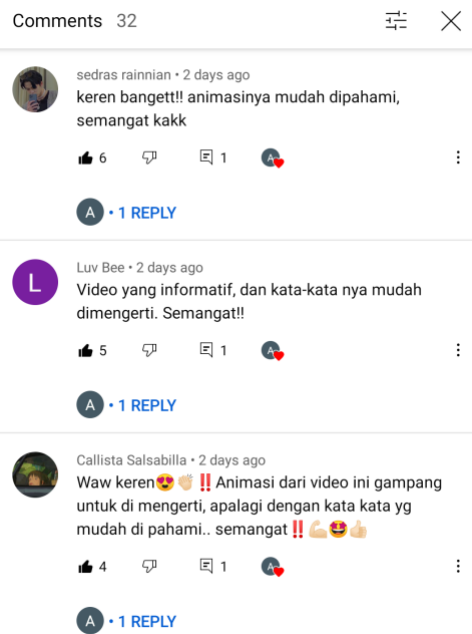 Comments 32
sedras rainnian • 2 days ago
keren bangett!! animasinya mudah dipahami,
semangat kakk
6 1 A
A • 1 REPLY
L
Luv Bee • 2 days ago
Video yang informatif, dan kata-kata nya mudah
dimengerti. Semangat!!
5 1 A
A • 1 REPLY
Callista Salsabilla • 2 days ago
Waw keren😍👏🏻‼️Animasi dari video ini gampang
untuk di mengerti, apalagi dengan kata kata yg
mudah di pahami.. semangat‼️💪🏻🤩👍🏻
4 1 A
A • 1 REPLY